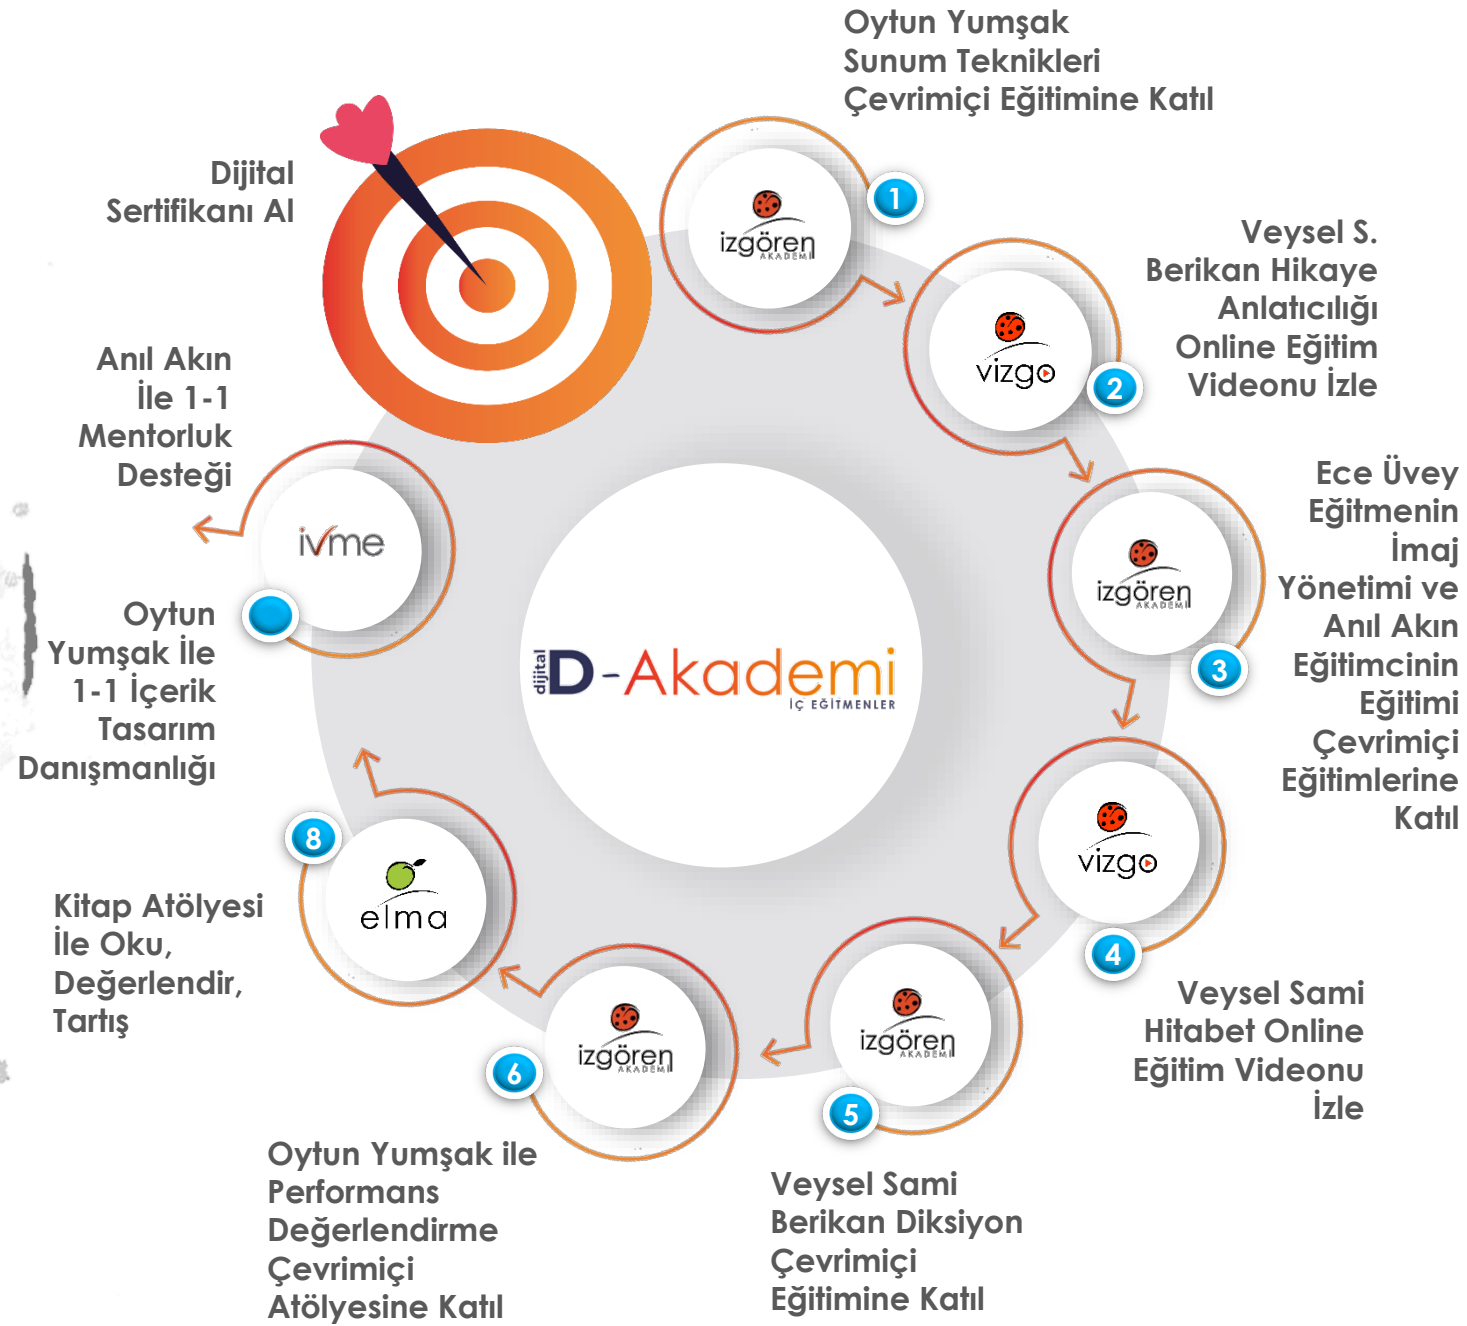 Oytun Yumşak
Sunum Teknikleri
Çevrimiçi Eğitimine Katıl
1
izgören
AKADEMİ
Veysel S.
Berikan Hikaye
Anlatıcılığı
Online Eğitim
Videonu İzle
2
vizgo
Ece Üvey
Eğitmenin
İmaj
Yönetimi ve
Anıl Akın
Eğitimcinin
Eğitimi
Çevrimiçi
Eğitimlerine
Katıl
3
izgören
AKADEMİ
vizgo
4
Veysel Sami
Hitabet Online
Eğitim Videonu
İzle
izgören
AKADEMİ
5
Veysel Sami
Berikan Diksiyon
Çevrimiçi
Eğitimine Katıl
izgören
AKADEMİ
6
Oytun Yumşak ile
Performans
Değerlendirme
Çevrimiçi
Atölyesine Katıl
8
elma
Kitap Atölyesi
İle Oku,
Değerlendir,
Tartış
Oytun
Yumşak İle
1-1 İçerik
Tasarım
Danışmanlığı
ivme
Anıl Akın
İle 1-1
Mentorluk
Desteği
Dijital
Sertifikanı Al
dijital D-Akademi
İÇ EĞİTMENLER